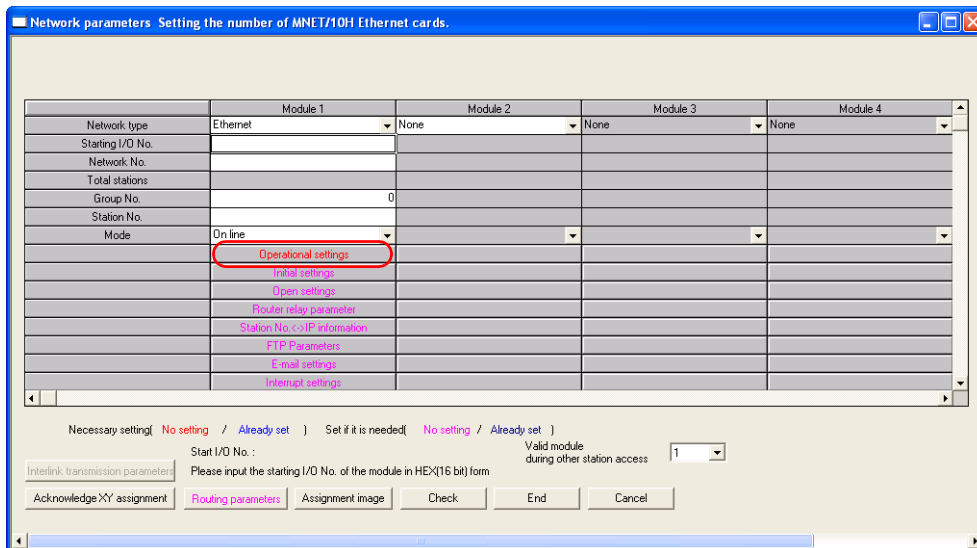 Network parameters Setting the number of MNET/10H Ethernet cards.
Module 1 Module 2 Module 3 Module 4
Network type Ethernet None None None
Starting I/O No.
Network No.
Total stations
Group No. 0
Station No.
Mode On line
Operational settings
Initial settings
Open settings
Router relay parameter
Station No.<->IP information
FTP Parameters
E-mail settings
Interrupt settings
Necessary setting( No setting / Already set ) Set if it is needed( No setting / Already set )
Start I/O No. :
Valid module
during other station access 1
Interlink transmission parameters Please input the starting I/O No. of the module in HEX(16 bit) form
Acknowledge XY assignment Routing parameters Assignment image Check End Cancel